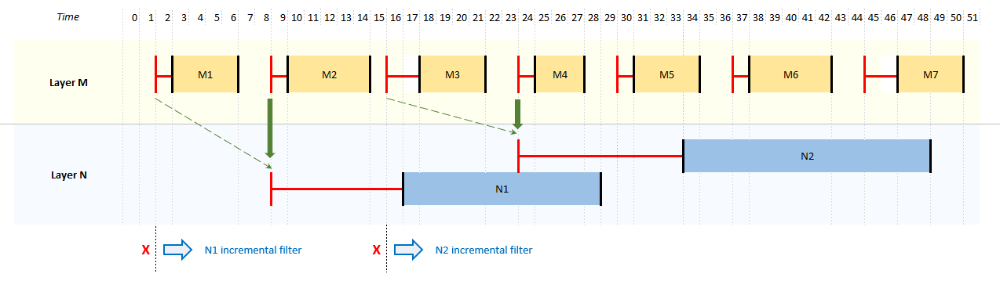 Time 0 1 2 3 4 5 6 7 8 9 10 11 12 13 14 15 16 17 18 19 20 21 22 23 24 25 26 27 28 29 30 31 32 33 34 35 36 37 38 39 40 41 42 43 44 45 46 47 48 49 50 51
Layer M M1 M2 M3 M4 M5 M6 M7
N2
Layer N
N1
X N1 incremental filter X N2 incremental filter